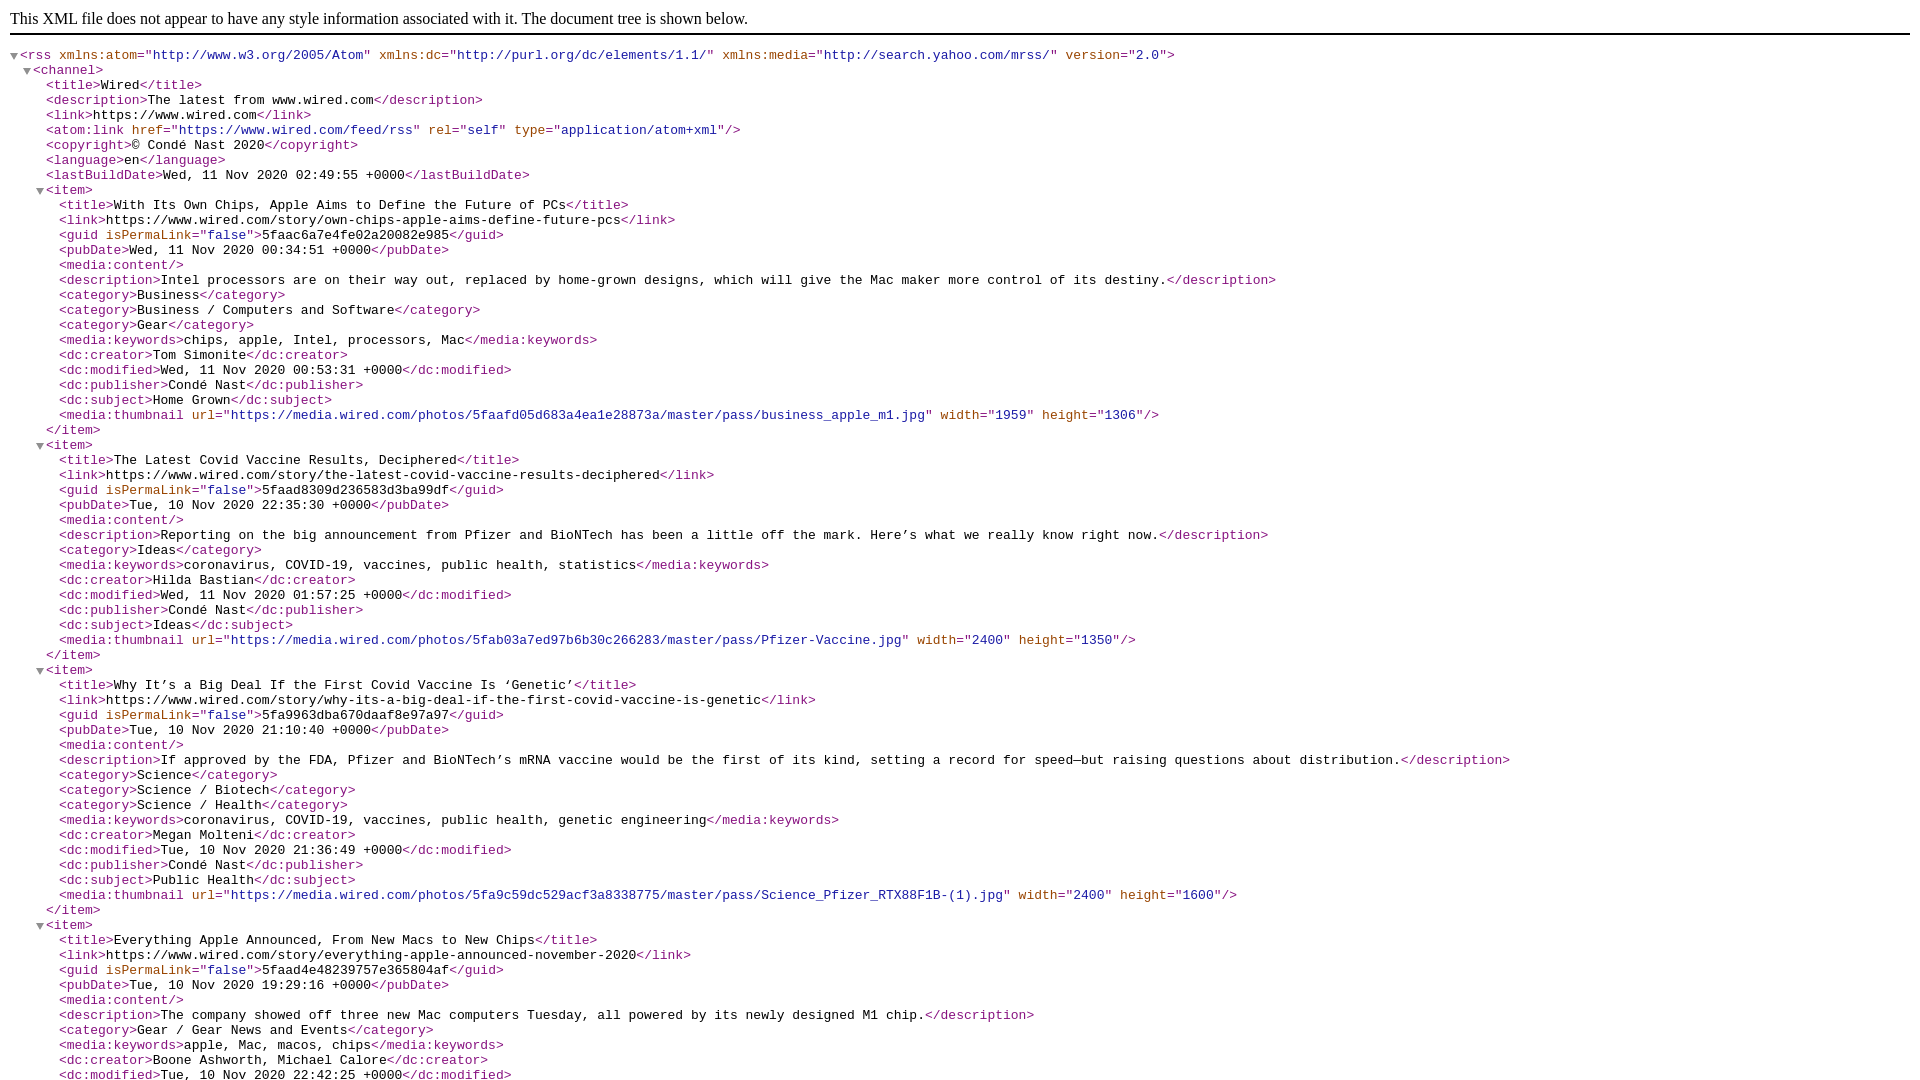 This XML file does not appear to have any style information associated with it. The document tree is shown below.
<rss xmlns:atom="http://www.w3.org/2005/Atom" xmlns:dc="http://purl.org/dc/elements/1.1/" xmlns:media="http://search.yahoo.com/mrss/" version="2.0">
<channel>
<title>Wired</title>
<description>The latest from www.wired.com</description>
<link>https://www.wired.com</link>
<atom:link href="https://www.wired.com/feed/rss" rel="self" type="application/atom+xml"/>
<copyright>© Condé Nast 2020</copyright>
<language>en</language>
<lastBuildDate>Wed, 11 Nov 2020 02:49:55 +0000</lastBuildDate>
<item>
<title>With Its Own Chips, Apple Aims to Define the Future of PCs</title>
<link>https://www.wired.com/story/own-chips-apple-aims-define-future-pcs</link>
<guid isPermaLink="false">5faac6a7e4fe02a20082e985</guid>
<pubDate>Wed, 11 Nov 2020 00:34:51 +0000</pubDate>
<media:content/>
<description>Intel processors are on their way out, replaced by home-grown designs, which will give the Mac maker more control of its destiny.</description>
<category>Business</category>
<category>Business / Computers and Software</category>
<category>Gear</category>
<media:keywords>chips, apple, Intel, processors, Mac</media:keywords>
<dc:creator>Tom Simonite</dc:creator>
<dc:modified>Wed, 11 Nov 2020 00:53:31 +0000</dc:modified>
<dc:publisher>Condé Nast</dc:publisher>
<dc:subject>Home Grown</dc:subject>
<media:thumbnail url="https://media.wired.com/photos/5faafd05d683a4ea1e28873a/master/pass/business_apple_m1.jpg" width="1959" height="1306"/>
</item>
<item>
<title>The Latest Covid Vaccine Results, Deciphered</title>
<link>https://www.wired.com/story/the-latest-covid-vaccine-results-deciphered</link>
<guid isPermaLink="false">5faad8309d236583d3ba99df</guid>
<pubDate>Tue, 10 Nov 2020 22:35:30 +0000</pubDate>
<media:content/>
<description>Reporting on the big announcement from Pfizer and BioNTech has been a little off the mark. Here’s what we really know right now.</description>
<category>Ideas</category>
<media:keywords>coronavirus, COVID-19, vaccines, public health, statistics</media:keywords>
<dc:creator>Hilda Bastian</dc:creator>
<dc:modified>Wed, 11 Nov 2020 01:57:25 +0000</dc:modified>
<dc:publisher>Condé Nast</dc:publisher>
<dc:subject>Ideas</dc:subject>
<media:thumbnail url="https://media.wired.com/photos/5fab03a7ed97b6b30c266283/master/pass/Pfizer-Vaccine.jpg" width="2400" height="1350"/>
</item>
<item>
<title>Why It’s a Big Deal If the First Covid Vaccine Is ‘Genetic’</title>
<link>https://www.wired.com/story/why-its-a-big-deal-if-the-first-covid-vaccine-is-genetic</link>
<guid isPermaLink="false">5fa9963dba670daaf8e97a97</guid>
<pubDate>Tue, 10 Nov 2020 21:10:40 +0000</pubDate>
<media:content/>
<description>If approved by the FDA, Pfizer and BioNTech’s mRNA vaccine would be the first of its kind, setting a record for speed—but raising questions about distribution.</description>
<category>Science</category>
<category>Science / Biotech</category>
<category>Science / Health</category>
<media:keywords>coronavirus, COVID-19, vaccines, public health, genetic engineering</media:keywords>
<dc:creator>Megan Molteni</dc:creator>
<dc:modified>Tue, 10 Nov 2020 21:36:49 +0000</dc:modified>
<dc:publisher>Condé Nast</dc:publisher>
<dc:subject>Public Health</dc:subject>
<media:thumbnail url="https://media.wired.com/photos/5fa9c59dc529acf3a8338775/master/pass/Science_Pfizer_RTX88F1B-(1).jpg" width="2400" height="1600"/>
</item>
<item>
<title>Everything Apple Announced, From New Macs to New Chips</title>
<link>https://www.wired.com/story/everything-apple-announced-november-2020</link>
<guid isPermaLink="false">5faad4e48239757e365804af</guid>
<pubDate>Tue, 10 Nov 2020 19:29:16 +0000</pubDate>
<media:content/>
<description>The company showed off three new Mac computers Tuesday, all powered by its newly designed M1 chip.</description>
<category>Gear / Gear News and Events</category>
<media:keywords>apple, Mac, macos, chips</media:keywords>
<dc:creator>Boone Ashworth, Michael Calore</dc:creator>
<dc:modified>Tue, 10 Nov 2020 22:42:25 +0000</dc:modified>